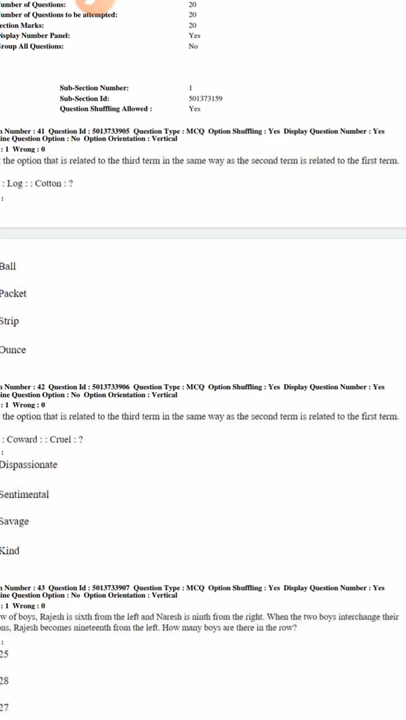 umber of Questions: 20
umber of Questions to be attempted: 20
ection Marks: 20
isplay Number Panel: Yes
roup All Questions: No
Sub-Section Number: 1
Sub-Section Id: 501373159
Question Shuffling Allowed : Yes
n Number : 41 Question Id : 5013733905 Question Type : MCQ Option Shuffling : Yes Display Question Number : Yes
ine Question Option : No Option Orientation : Vertical
: 1 Wrong : 0
the option that is related to the third term in the same way as the second term is related to the first term.
: Log : : Cotton : ?
:
Ball
Packet
Strip
Ounce
n Number : 42 Question Id : 5013733906 Question Type : MCQ Option Shuffling : Yes Display Question Number : Yes
ine Question Option : No Option Orientation : Vertical
: 1 Wrong : 0
the option that is related to the third term in the same way as the second term is related to the first term.
: Coward : : Cruel : ?
:
Dispassionate
Sentimental
Savage
Kind
n Number : 43 Question Id : 5013733907 Question Type : MCQ Option Shuffling : Yes Display Question Number : Yes
ine Question Option : No Option Orientation : Vertical
: 1 Wrong : 0
w of boys, Rajesh is sixth from the left and Naresh is ninth from the right. When the two boys interchange their
ns, Rajesh becomes nineteenth from the left. How many boys are there in the row?
:
25
28
27